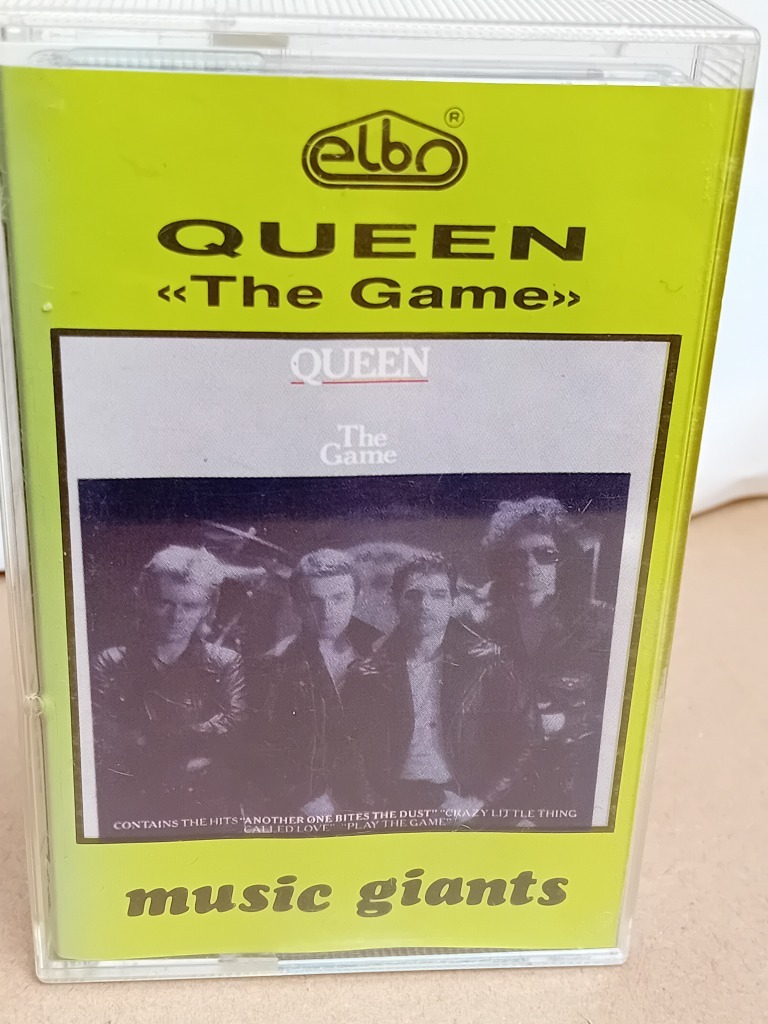 elbo ®
QUEEN
«The Game»
QUEEN
The
Game
CONTAINS THE HITS "ANOTHER ONE BITES THE DUST" "CRAZY LITTLE THING
CALLED LOVE" "PLAY THE GAME"
music giants